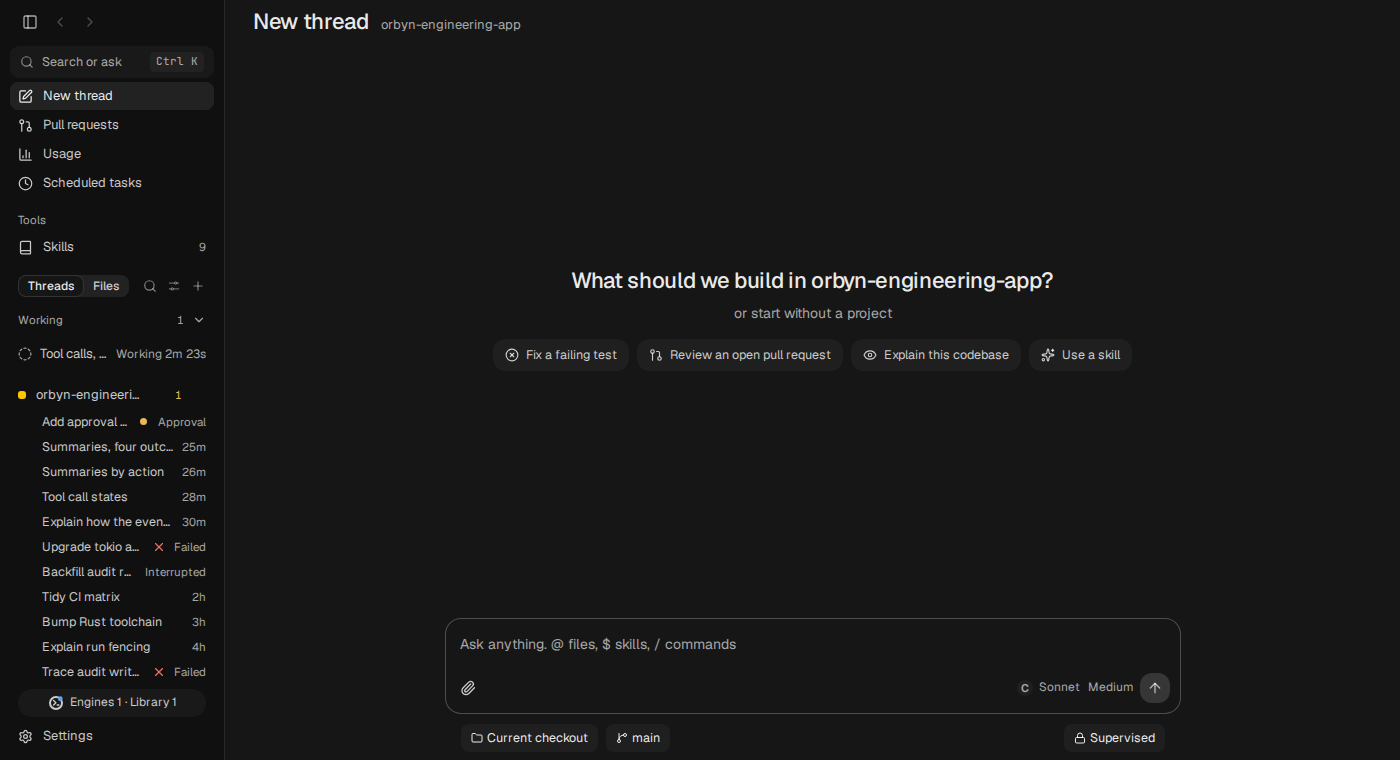 Search or ask Ctrl K
New thread
Pull requests
Usage
Scheduled tasks
Tools
Skills 9
Threads Files
Working 1
Tool calls, ... Working 2m 23s
orbyn-engineeri... 1
Add approval ... Approval
Summaries, four outc... 25m
Summaries by action 26m
Tool call states 28m
Explain how the even... 30m
Upgrade tokio a... Failed
Backfill audit r... Interrupted
Tidy CI matrix 2h
Bump Rust toolchain 3h
Explain run fencing 4h
Trace audit writ... Failed
Engines 1 · Library 1
Settings
New thread orbyn-engineering-app
What should we build in orbyn-engineering-app?
or start without a project
Fix a failing test Review an open pull request Explain this codebase Use a skill
Ask anything. @ files, $ skills, / commands
C Sonnet Medium
Current checkout main Supervised